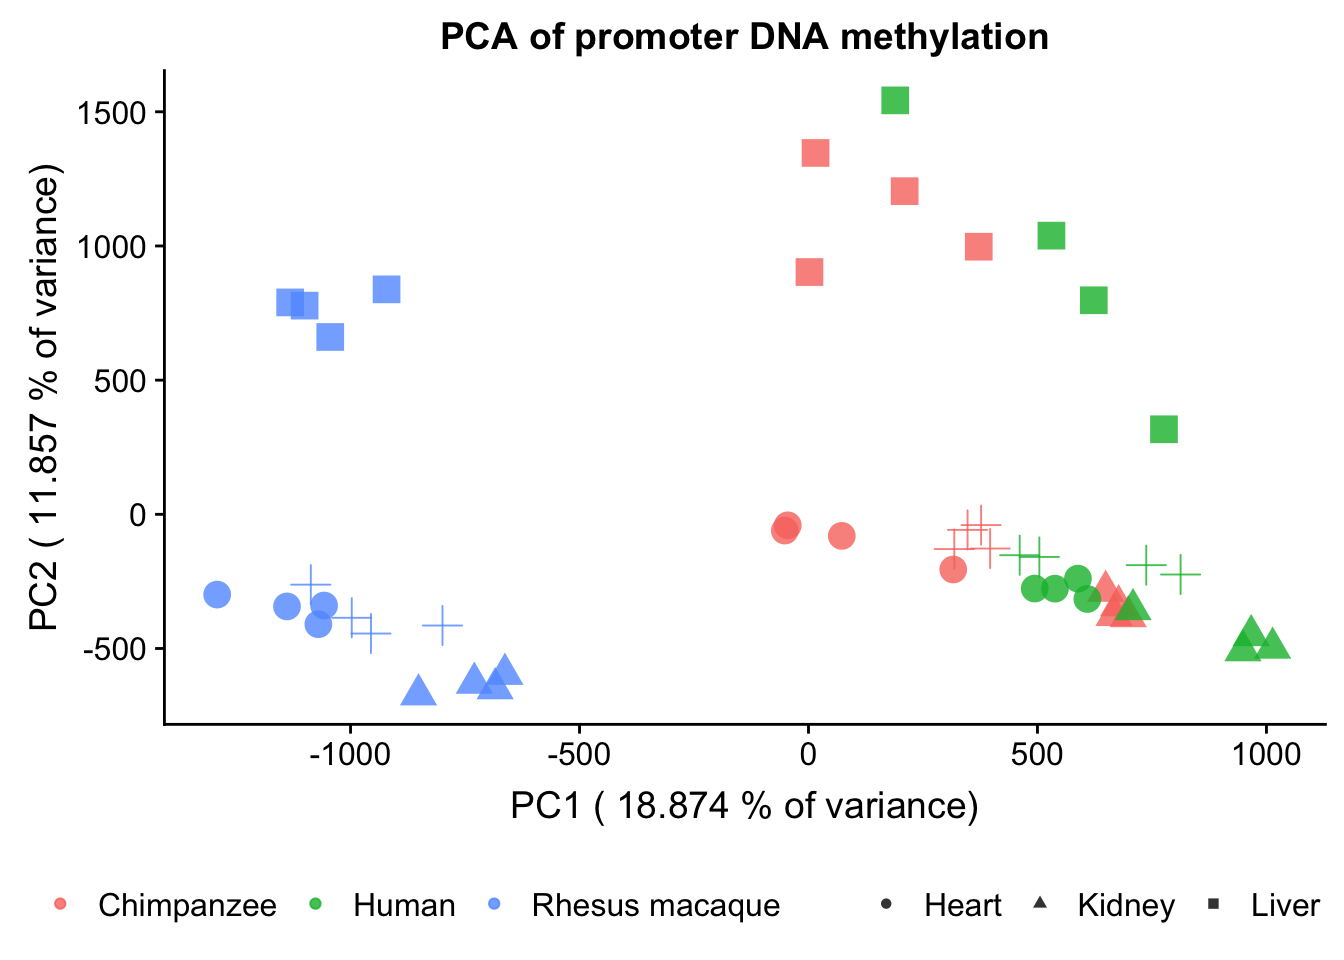 PCA of promoter DNA methylation
1500
1000
500
0
-500
PC2 ( 11.857 % of variance)
-1000 -500 0 500 1000
PC1 ( 18.874 % of variance)
Chimpanzee Human Rhesus macaque Heart Kidney Liver